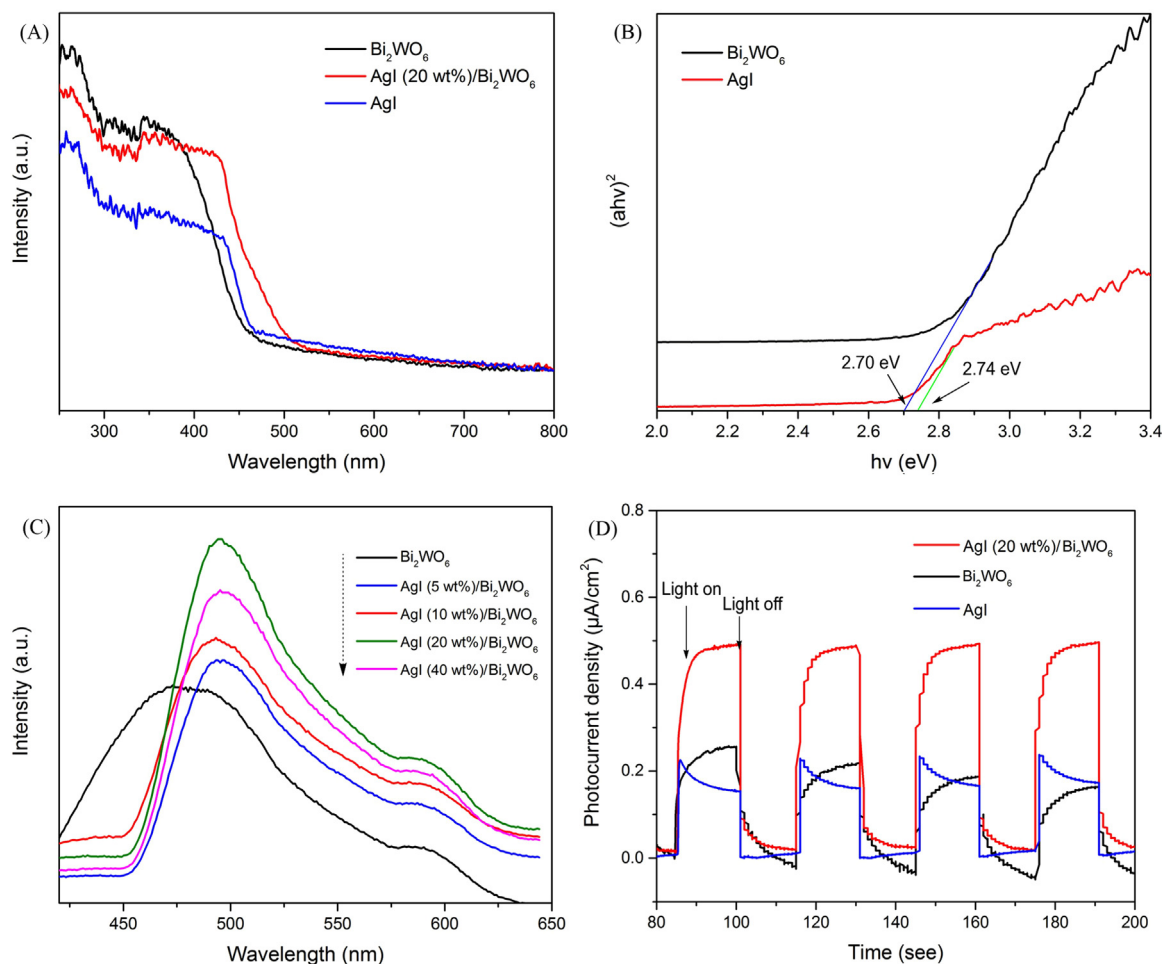 (A)
Bi₂WO₆
AgI (20 wt%)/Bi₂WO₆
AgI
Intensity (a.u.)
300 400 500 600 700 800
Wavelength (nm)
(B)
Bi₂WO₆
AgI
(ahv)²
2.70 eV
2.74 eV
2.0 2.2 2.4 2.6 2.8 3.0 3.2 3.4
hv (eV)
(C)
Bi₂WO₆
AgI (5 wt%)/Bi₂WO₆
AgI (10 wt%)/Bi₂WO₆
AgI (20 wt%)/Bi₂WO₆
AgI (40 wt%)/Bi₂WO₆
Intensity (a.u.)
450 500 550 600 650
Wavelength (nm)
(D)
AgI (20 wt%)/Bi₂WO₆
Bi₂WO₆
AgI
Light on
Light off
Photocurrent density (µA/cm²)
0.8
0.6
0.4
0.2
0.0
80 100 120 140 160 180 200
Time (see)